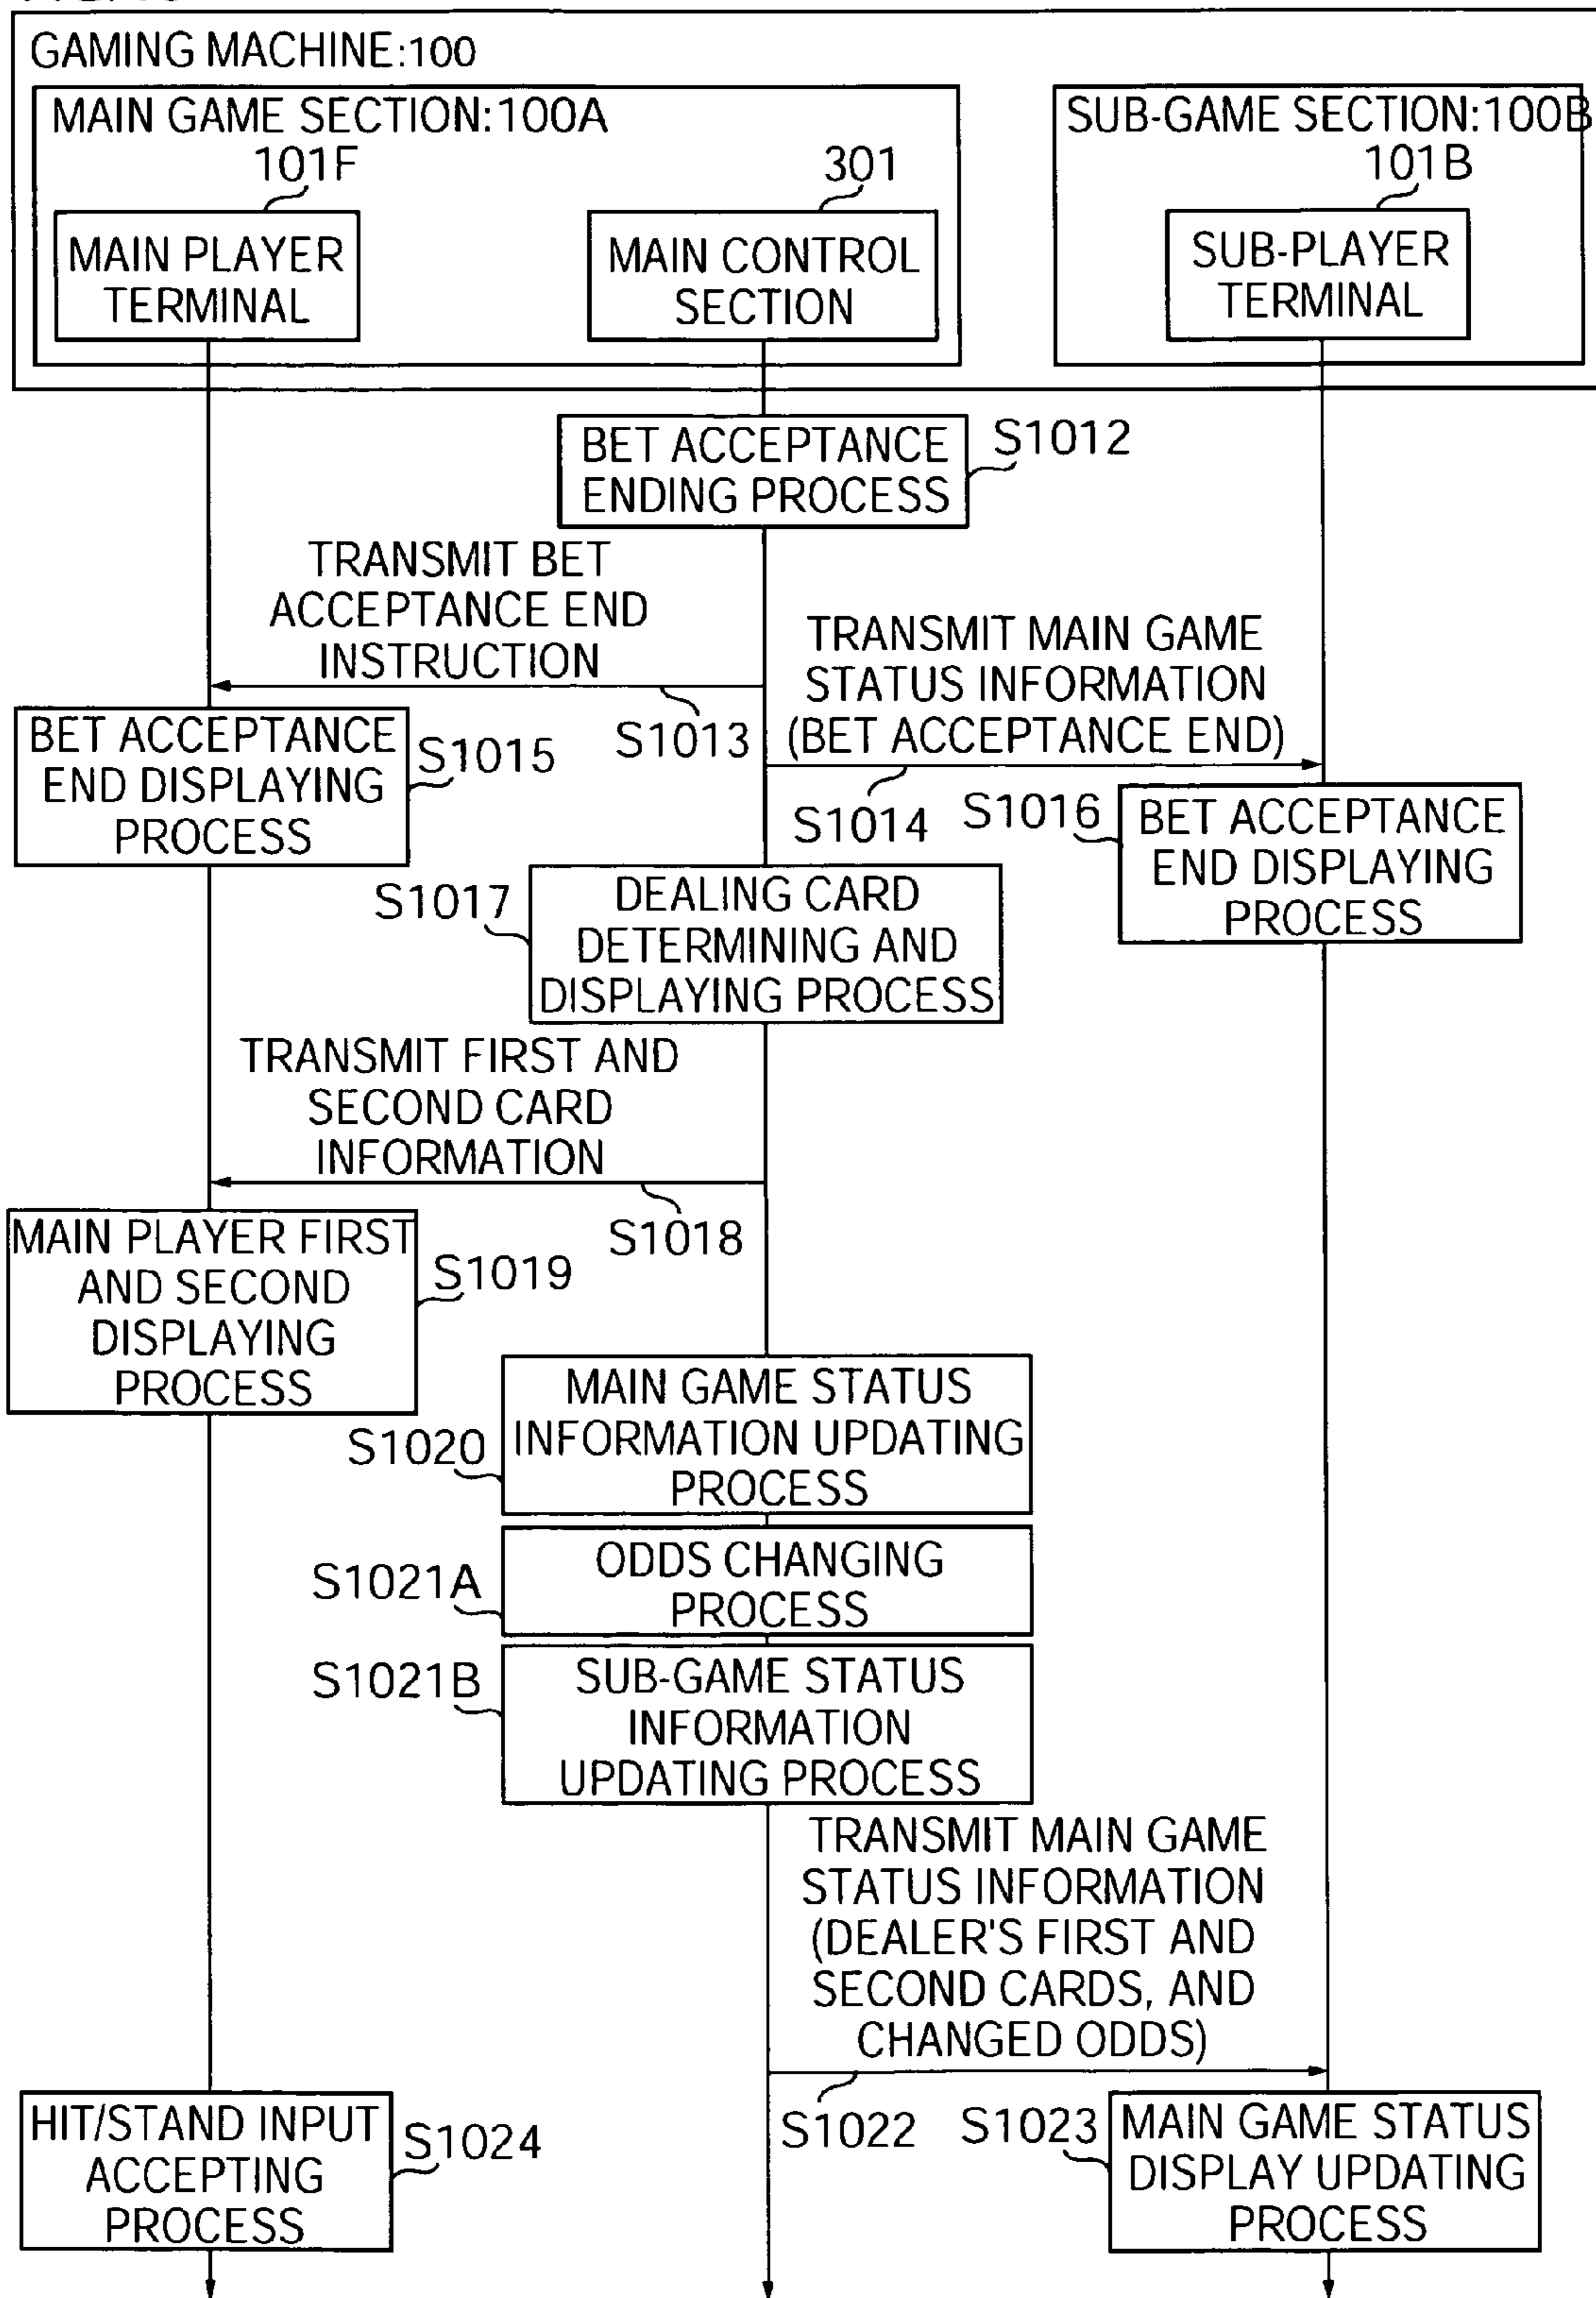 GAMING MACHINE:100
MAIN GAME SECTION:100A
SUB-GAME SECTION:100B
101F
301
101B
MAIN PLAYER
TERMINAL
MAIN CONTROL
SECTION
SUB-PLAYER
TERMINAL
BET ACCEPTANCE
ENDING PROCESS
S1012
TRANSMIT BET
ACCEPTANCE END
INSTRUCTION
S1013
TRANSMIT MAIN GAME
STATUS INFORMATION
(BET ACCEPTANCE END)
S1014
BET ACCEPTANCE
END DISPLAYING
PROCESS
S1015
S1016
BET ACCEPTANCE
END DISPLAYING
PROCESS
S1017
DEALING CARD
DETERMINING AND
DISPLAYING PROCESS
TRANSMIT FIRST AND
SECOND CARD
INFORMATION
S1018
MAIN PLAYER FIRST
AND SECOND
DISPLAYING
PROCESS
S1019
S1020
MAIN GAME STATUS
INFORMATION UPDATING
PROCESS
S1021A
ODDS CHANGING
PROCESS
S1021B
SUB-GAME STATUS
INFORMATION
UPDATING PROCESS
TRANSMIT MAIN GAME
STATUS INFORMATION
(DEALER'S FIRST AND
SECOND CARDS, AND
CHANGED ODDS)
S1022
HIT/STAND INPUT
ACCEPTING
PROCESS
S1024
S1023
MAIN GAME STATUS
DISPLAY UPDATING
PROCESS